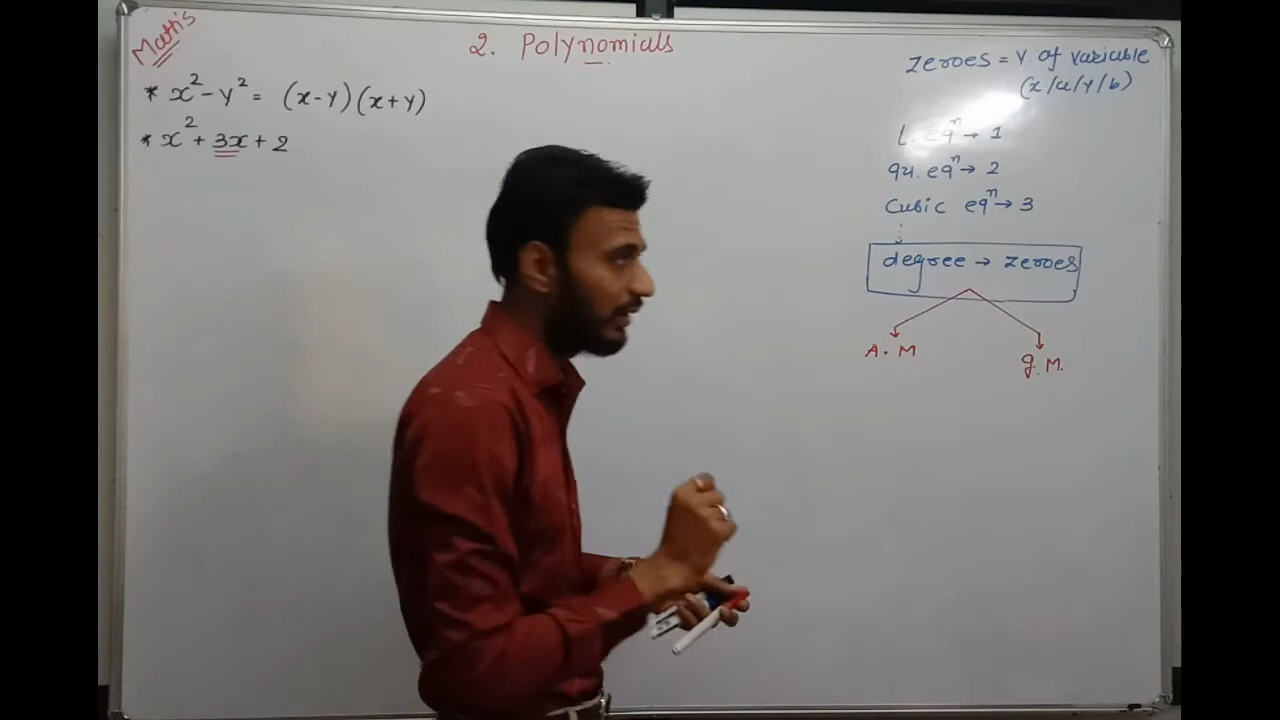 Maths
2. Polynomials
* x² - y² = (x-y)(x+y)
* x² + 3x + 2
zeroes = V. of variable
(x/a/y/b)
L. eqⁿ → 1
qu. eqⁿ → 2
Cubic eqⁿ → 3
degree → zeroes
A. M
g. M.